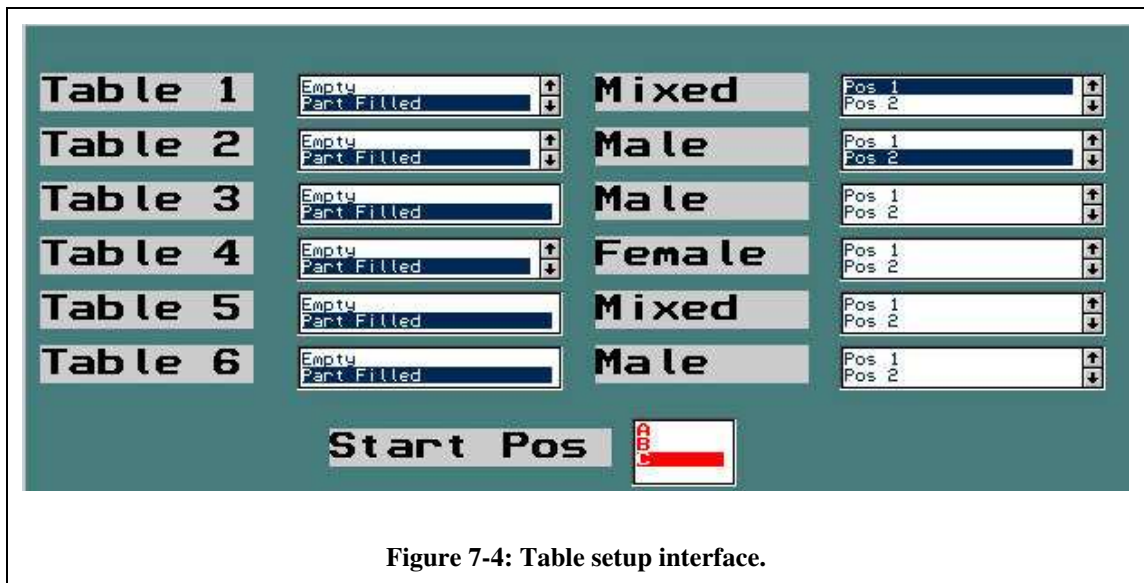 Table 1 Empty Mixed Pos 1
Part Filled Pos 2
Table 2 Empty Male Pos 1
Part Filled Pos 2
Table 3 Empty Male Pos 1
Part Filled Pos 2
Table 4 Empty Female Pos 1
Part Filled Pos 2
Table 5 Empty Mixed Pos 1
Part Filled Pos 2
Table 6 Empty Male Pos 1
Part Filled Pos 2
Start Pos A
B
C
Figure 7-4: Table setup interface.